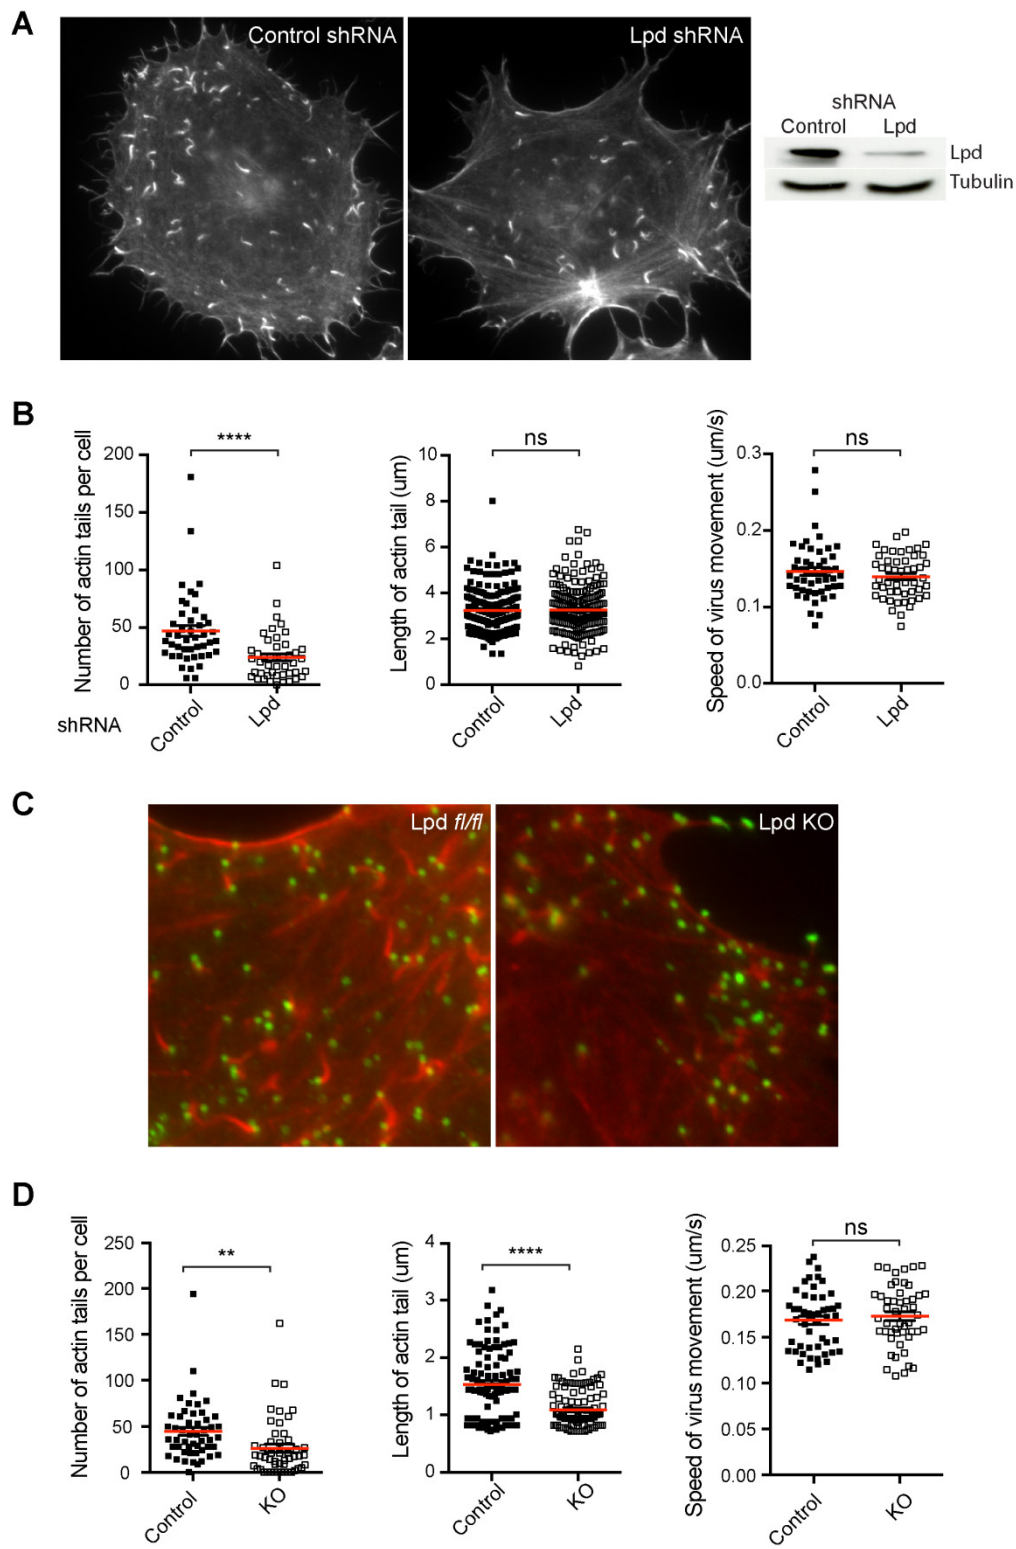 A
Control shRNA
Lpd shRNA
shRNA
Control Lpd
Lpd
Tubulin
B
Number of actin tails per cell
200
150
100
50
0
****
shRNA
Control
Lpd
Length of actin tail (um)
10
8
6
4
2
0
ns
Control
Lpd
Speed of virus movement (um/s)
0.3
0.2
0.1
0.0
ns
Control
Lpd
C
Lpd fl/fl
Lpd KO
D
Number of actin tails per cell
250
200
150
100
50
0
**
Control
KO
Length of actin tail (um)
4
3
2
1
0
****
Control
KO
Speed of virus movement (um/s)
0.25
0.20
0.15
0.10
0.05
0.00
ns
Control
KO